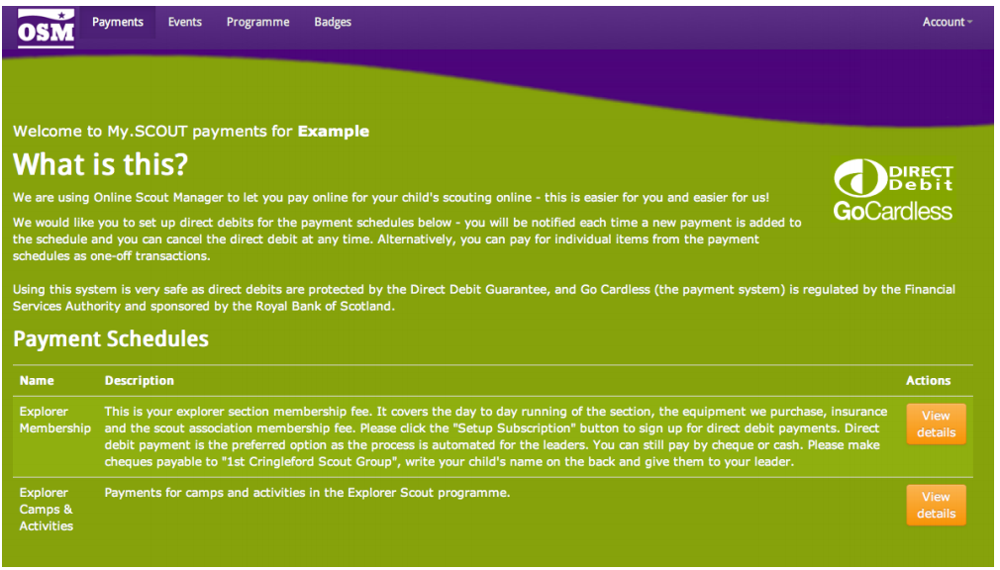 OSM Payments Events Programme Badges Account
Welcome to My.SCOUT payments for Example
What is this?
DIRECT
Debit
GoCardless
We are using Online Scout Manager to let you pay online for your child's scouting online - this is easier for you and easier for us!
We would like you to set up direct debits for the payment schedules below - you will be notified each time a new payment is added to
the schedule and you can cancel the direct debit at any time. Alternatively, you can pay for individual items from the payment
schedules as one-off transactions.
Using this system is very safe as direct debits are protected by the Direct Debit Guarantee, and Go Cardless (the payment system) is regulated by the Financial
Services Authority and sponsored by the Royal Bank of Scotland.
Payment Schedules
Name Description Actions
Explorer
Membership
This is your explorer section membership fee. It covers the day to day running of the section, the equipment we purchase, insurance
and the scout association membership fee. Please click the "Setup Subscription" button to sign up for direct debit payments. Direct
debit payment is the preferred option as the process is automated for the leaders. You can still pay by cheque or cash. Please make
cheques payable to "1st Cringleford Scout Group", write your child's name on the back and give them to your leader.
View
details
Explorer
Camps &
Activities
Payments for camps and activities in the Explorer Scout programme.
View
details